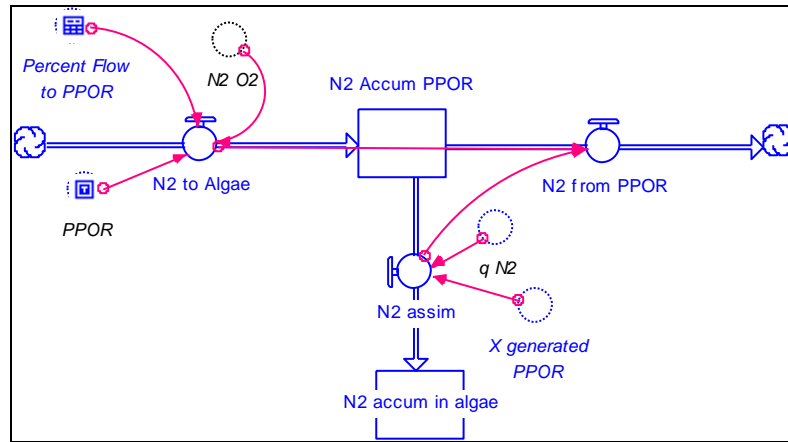 Percent Flow
to PPOR
N2 O2
N2 Accum PPOR
N2 to Algae
N2 from PPOR
T
PPOR
q N2
N2 assim
X generated
PPOR
N2 accum in algae